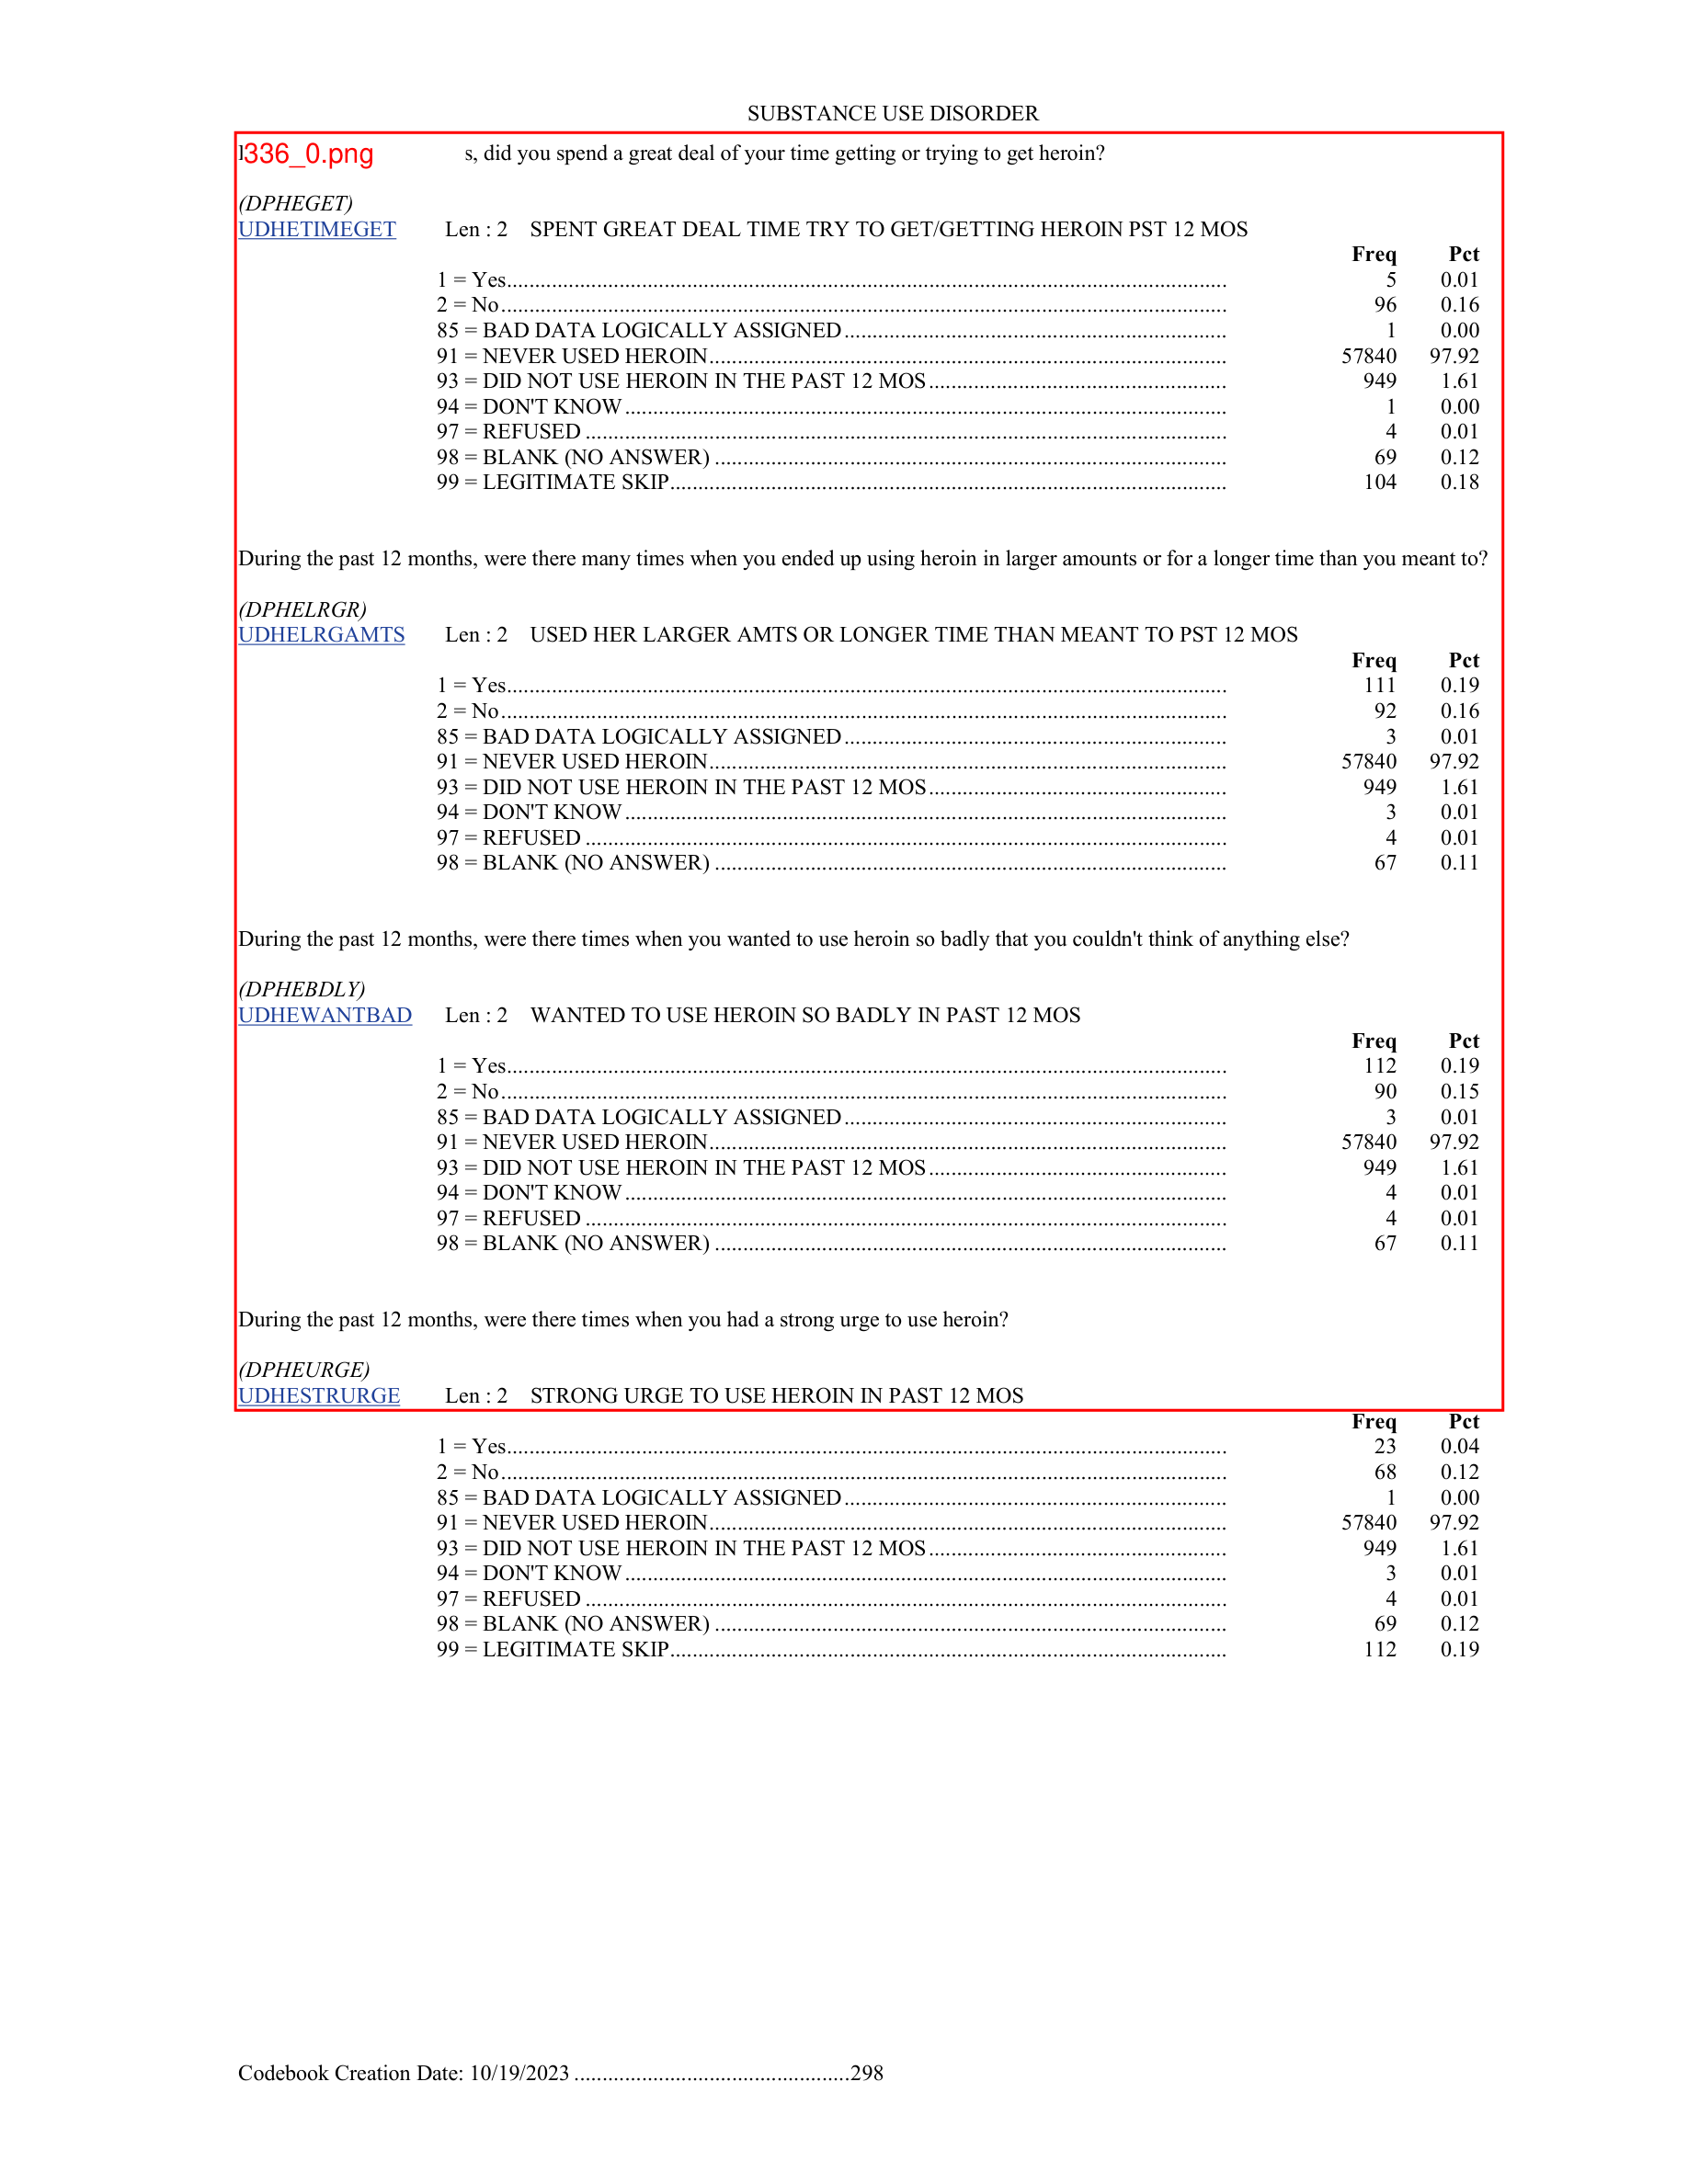 SUBSTANCE USE DISORDER
336_0.png s, did you spend a great deal of your time getting or trying to get heroin?
(DPHEGET)
UDHETIMEGET Len : 2 SPENT GREAT DEAL TIME TRY TO GET/GETTING HEROIN PST 12 MOS
Freq Pct
1 = Yes 5 0.01
2 = No 96 0.16
85 = BAD DATA LOGICALLY ASSIGNED 1 0.00
91 = NEVER USED HEROIN 57840 97.92
93 = DID NOT USE HEROIN IN THE PAST 12 MOS 949 1.61
94 = DON'T KNOW 1 0.00
97 = REFUSED 4 0.01
98 = BLANK (NO ANSWER) 69 0.12
99 = LEGITIMATE SKIP 104 0.18
During the past 12 months, were there many times when you ended up using heroin in larger amounts or for a longer time than you meant to?
(DPHELRGR)
UDHELRGAMTS Len : 2 USED HER LARGER AMTS OR LONGER TIME THAN MEANT TO PST 12 MOS
Freq Pct
1 = Yes 111 0.19
2 = No 92 0.16
85 = BAD DATA LOGICALLY ASSIGNED 3 0.01
91 = NEVER USED HEROIN 57840 97.92
93 = DID NOT USE HEROIN IN THE PAST 12 MOS 949 1.61
94 = DON'T KNOW 3 0.01
97 = REFUSED 4 0.01
98 = BLANK (NO ANSWER) 67 0.11
During the past 12 months, were there times when you wanted to use heroin so badly that you couldn't think of anything else?
(DPHEBDLY)
UDHEWANTBAD Len : 2 WANTED TO USE HEROIN SO BADLY IN PAST 12 MOS
Freq Pct
1 = Yes 112 0.19
2 = No 90 0.15
85 = BAD DATA LOGICALLY ASSIGNED 3 0.01
91 = NEVER USED HEROIN 57840 97.92
93 = DID NOT USE HEROIN IN THE PAST 12 MOS 949 1.61
94 = DON'T KNOW 4 0.01
97 = REFUSED 4 0.01
98 = BLANK (NO ANSWER) 67 0.11
During the past 12 months, were there times when you had a strong urge to use heroin?
(DPHEURGE)
UDHESTRURGE Len : 2 STRONG URGE TO USE HEROIN IN PAST 12 MOS
Freq Pct
1 = Yes 23 0.04
2 = No 68 0.12
85 = BAD DATA LOGICALLY ASSIGNED 1 0.00
91 = NEVER USED HEROIN 57840 97.92
93 = DID NOT USE HEROIN IN THE PAST 12 MOS 949 1.61
94 = DON'T KNOW 3 0.01
97 = REFUSED 4 0.01
98 = BLANK (NO ANSWER) 69 0.12
99 = LEGITIMATE SKIP 112 0.19
Codebook Creation Date: 10/19/2023 298